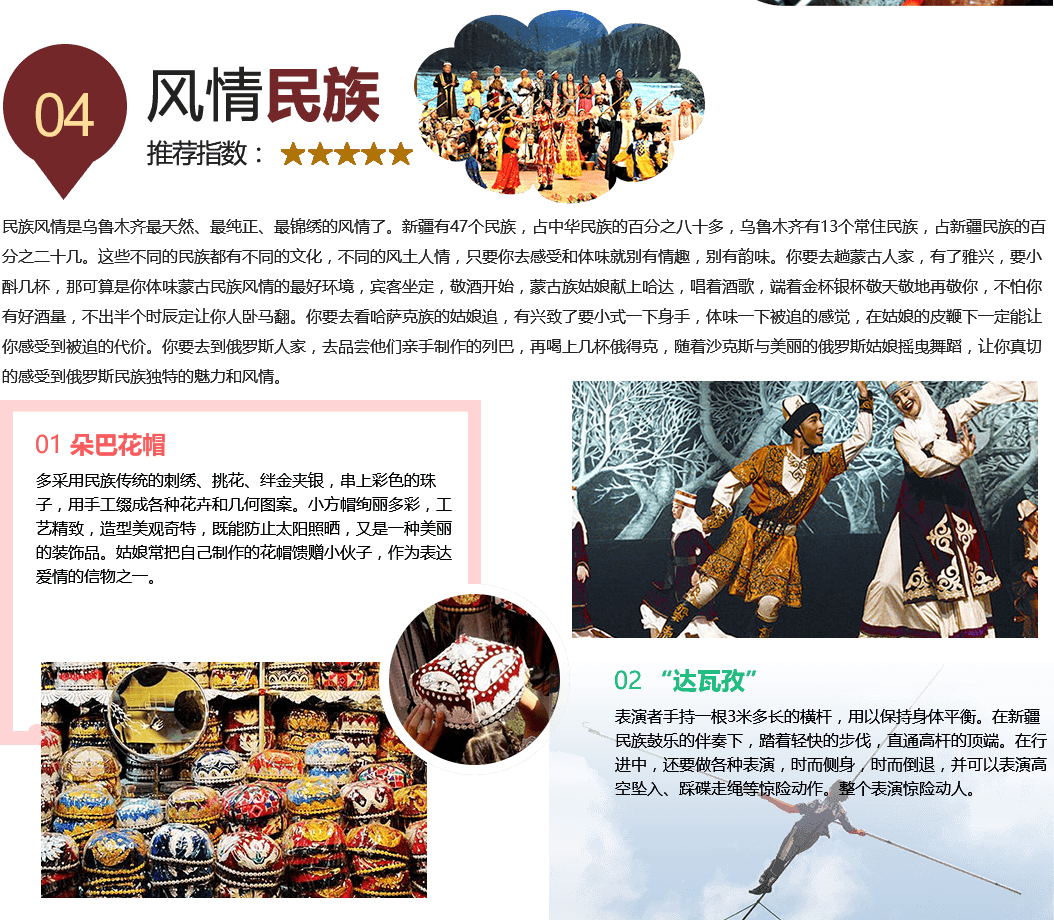 04
风情民族
推荐指数：★★★★★
民族风情是乌鲁木齐最天然、最纯正、最锦绣的风情了。新疆有47个民族，占中华民族的百分之八十多，乌鲁木齐有13个常住民族，占新疆民族的百
分之二十几。这些不同的民族都有不同的文化，不同的风土人情，只要你去感受和体味就别有情趣，别有韵味。你要去趟蒙古人家，有了雅兴，要小
酙几杯，那可算是你体味蒙古民族风情的最好环境，宾客坐定，敬酒开始，蒙古族姑娘献上哈达，唱着酒歌，端着金杯银杯敬天敬地再敬你，不怕你
有好酒量，不出半个时辰定让你人卧马翻。你要去看哈萨克族的姑娘追，有兴致了要小式一下身手，体味一下被追的感觉，在姑娘的皮鞭下一定能让
你感受到被追的代价。你要去到俄罗斯人家，去品尝他们亲手制作的列巴，再喝上几杯俄得克，随着沙克斯与美丽的俄罗斯姑娘摇曳舞蹈，让你真切
的感受到俄罗斯民族独特的魅力和风情。
01 朵巴花帽
多采用民族传统的刺绣、挑花、绊金夹银，串上彩色的珠
子，用手工缀成各种花卉和几何图案。小方帽绚丽多彩，工
艺精致，造型美观奇特，既能防止太阳照晒，又是一种美丽
的装饰品。姑娘常把自己制作的花帽馈赠小伙子，作为表达
爱情的信物之一。
02 “达瓦孜”
表演者手持一根3米多长的横杆，用以保持身体平衡。在新疆
民族鼓乐的伴奏下，踏着轻快的步伐，直通高杆的顶端。在行
进中，还要做各种表演，时而侧身，时而倒退，并可以表演高
空坠入、踩碟走绳等惊险动作。整个表演惊险动人。